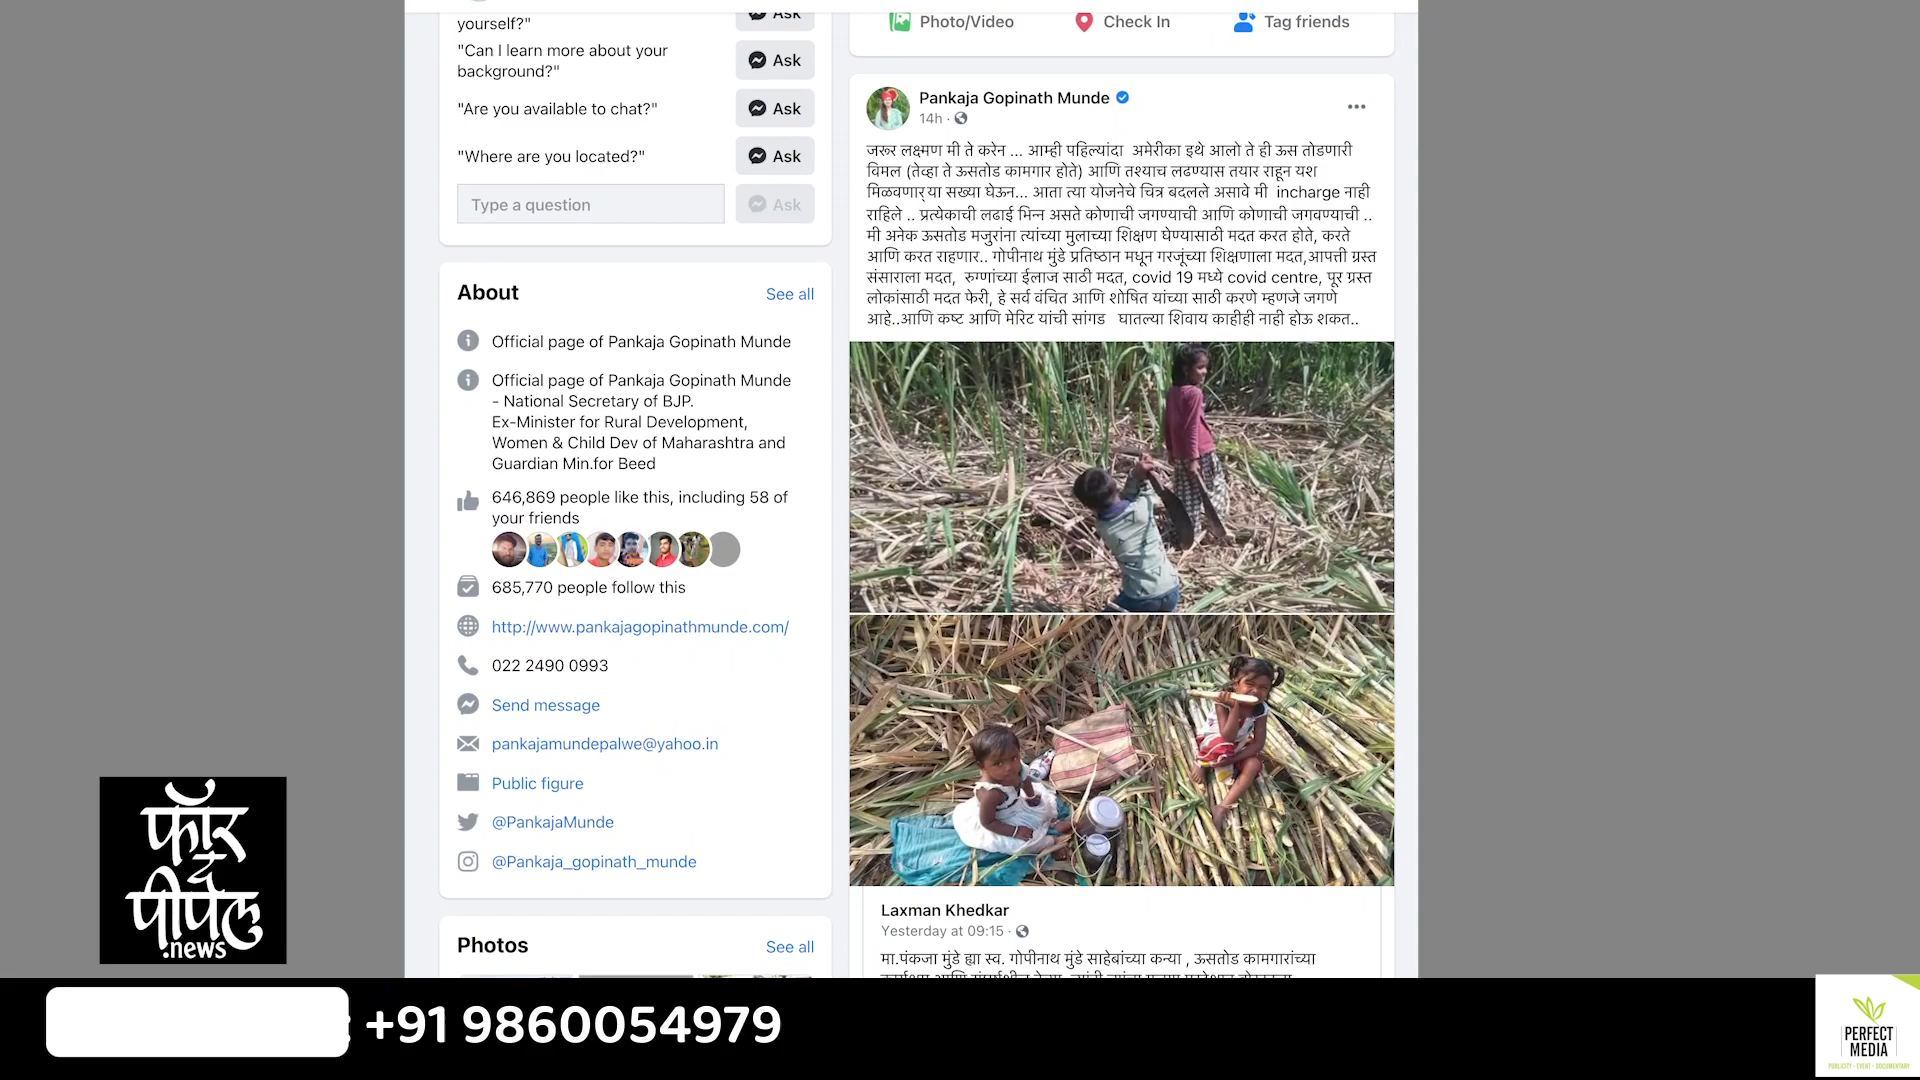 yourself?"
Ask
"Can I learn more about your
background?"
Ask
"Are you available to chat?"
Ask
"Where are you located?"
Ask
Type a question
Ask
About
See all
Official page of Pankaja Gopinath Munde
Official page of Pankaja Gopinath Munde
- National Secretary of BJP.
Ex-Minister for Rural Development,
Women & Child Dev of Maharashtra and
Guardian Min.for Beed
646,869 people like this, including 58 of
your friends
685,770 people follow this
http://www.pankajagopinathmunde.com/
022 2490 0993
Send message
pankajamundepalwe@yahoo.in
Public figure
@PankajaMunde
@Pankaja_gopinath_munde
Photos
See all
Photo/Video
Check In
Tag friends
Pankaja Gopinath Munde
14h
जरूर लक्ष्मण मी ते करेन ... आम्ही पहिल्यांदा अमेरीका इथे आलो ते ही ऊस तोडणारी
विमल (तेव्हा ते ऊसतोड कामगार होते) आणि तश्याच लढण्यास तयार राहून यश
मिळवणाऱ्या सख्या घेऊन... आता त्या योजनेचे चित्र बदलले असावे मी incharge नाही
राहिले .. प्रत्येकाची लढाई भिन्न असते कोणाची जगण्याची आणि कोणाची जगवण्याची ..
मी अनेक ऊसतोड मजुरांना त्यांच्या मुलाच्या शिक्षण घेण्यासाठी मदत करत होते, करते
आणि करत राहणार.. गोपीनाथ मुंडे प्रतिष्ठान मधून गरजूंच्या शिक्षणाला मदत,आपत्ती ग्रस्त
संसाराला मदत, रुग्णांच्या ईलाज साठी मदत, covid 19 मध्ये covid centre, पूर ग्रस्त
लोकांसाठी मदत फेरी, हे सर्व वंचित आणि शोषित यांच्या साठी करणे म्हणजे जगणे
आहे..आणि कष्ट आणि मेरिट यांची सांगड घातल्या शिवाय काहीही नाही होऊ शकत..
Laxman Khedkar
Yesterday at 09:15
मा.पंकजा मुंडे ह्या स्व. गोपीनाथ मुंडे साहेबांच्या कन्या , ऊसतोड कामगारांच्या
फॉर
पीपल
.news
+91 9860054979
PERFECT
MEDIA
PUBLICITY • EVENT • DOCUMENTARY